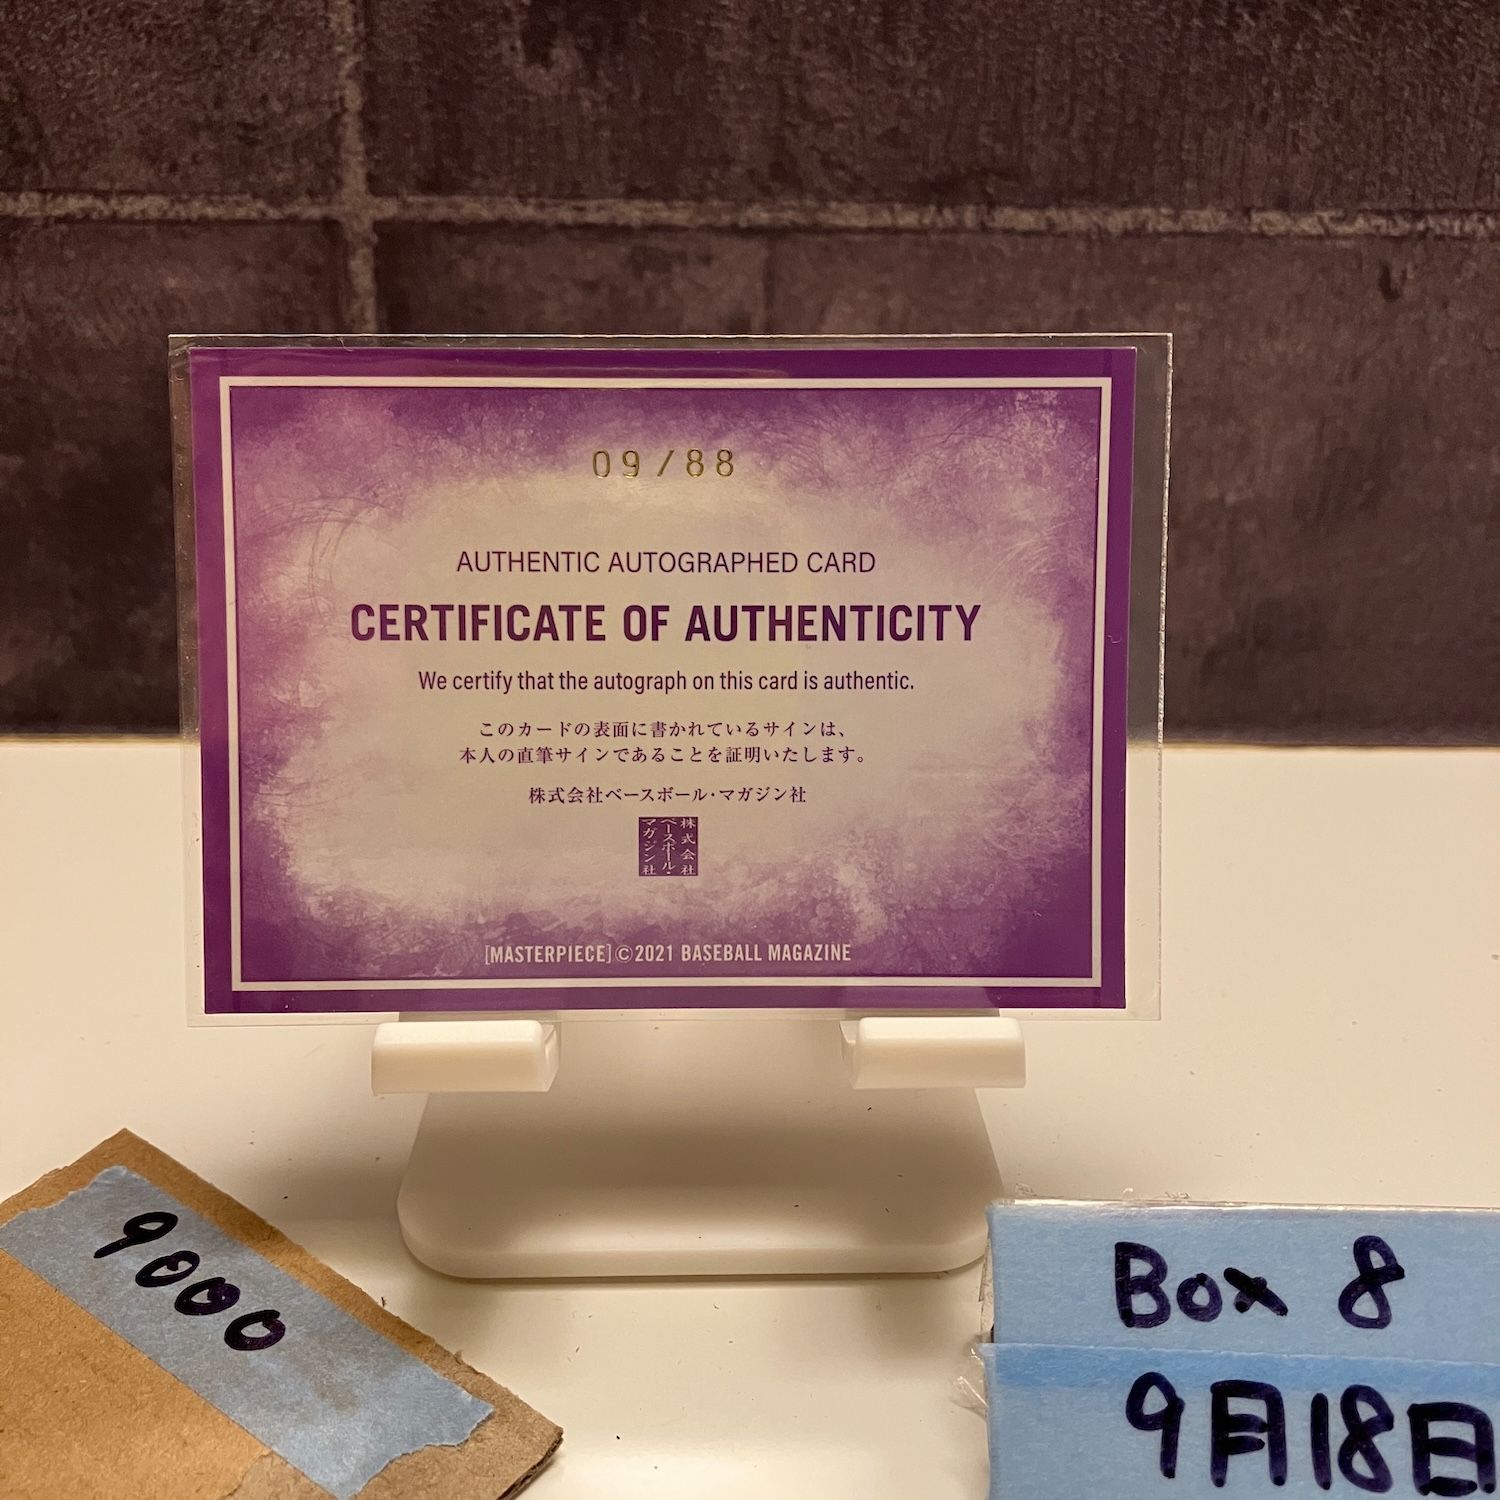 09/88
AUTHENTIC AUTOGRAPHED CARD
CERTIFICATE OF AUTHENTICITY
We certify that the autograph on this card is authentic.
このカードの表面に書かれているサインは、
本人の直筆サインであることを証明いたします。
株式会社ベースボール・マガジン社
株式会社
ベースボール・
マガジン社
[MASTERPIECE]©2021 BASEBALL MAGAZINE
9000
Box 8
9月18日